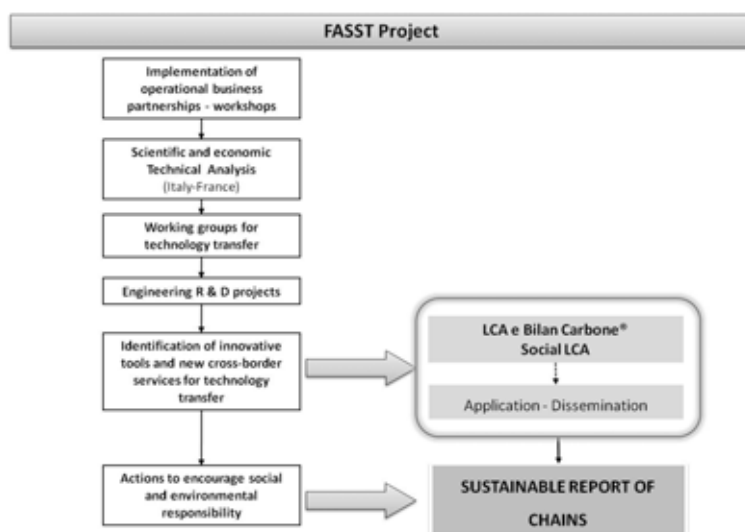 FASST Project
Implementation of
operational business
partnerships - workshops
Scientific and economic
Technical Analysis
(Italy-France)
Working groups for
technology transfer
Engineering R & D projects
Identification of innovative
tools and new cross-border
services for technology
transfer
LCA e Bilan Carbone®
Social LCA
Application - Dissemination
Actions to encourage social
and environmental
responsibility
SUSTAINABLE REPORT OF
CHAINS